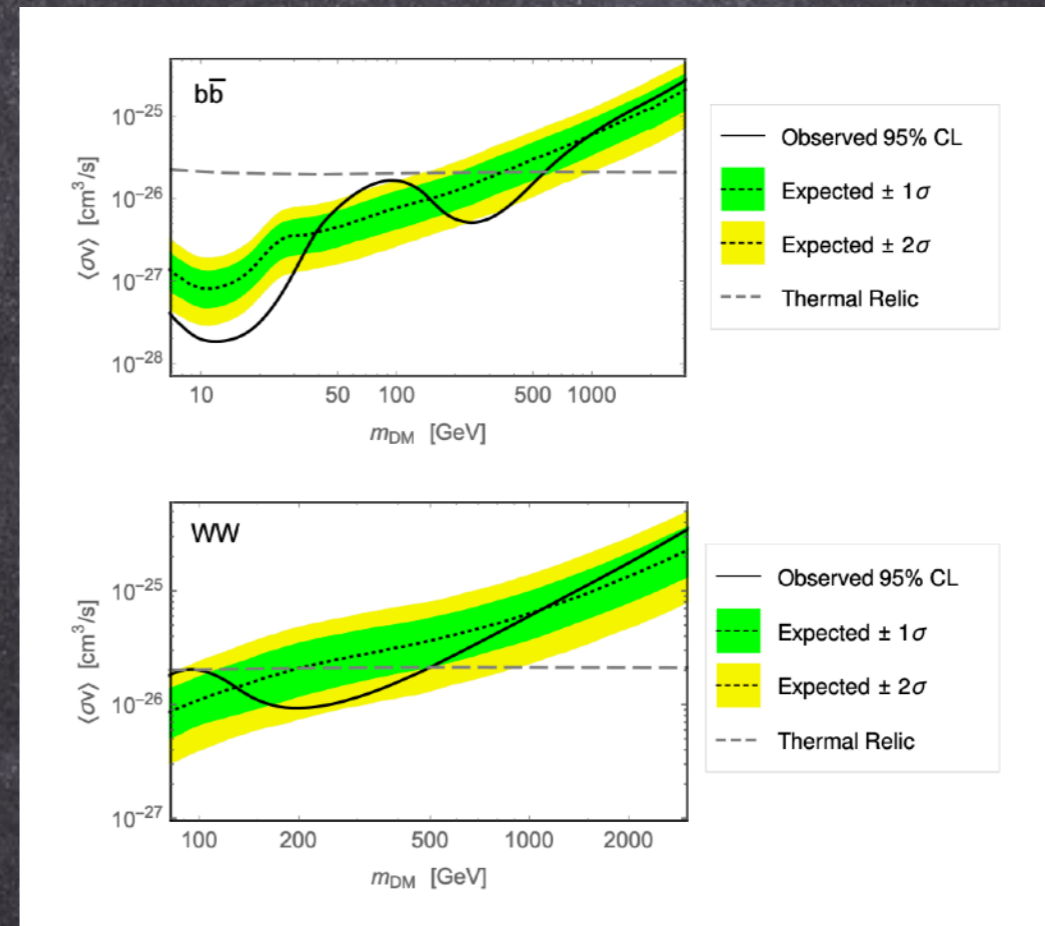 bb̅
10⁻²⁵
10⁻²⁶
10⁻²⁷
10⁻²⁸
⟨σv⟩ [cm³/s]
10 50 100 500 1000
m_DM [GeV]
Observed 95% CL
Expected ± 1σ
Expected ± 2σ
Thermal Relic
WW
10⁻²⁵
10⁻²⁶
10⁻²⁷
⟨σv⟩ [cm³/s]
100 200 500 1000 2000
m_DM [GeV]
Observed 95% CL
Expected ± 1σ
Expected ± 2σ
Thermal Relic